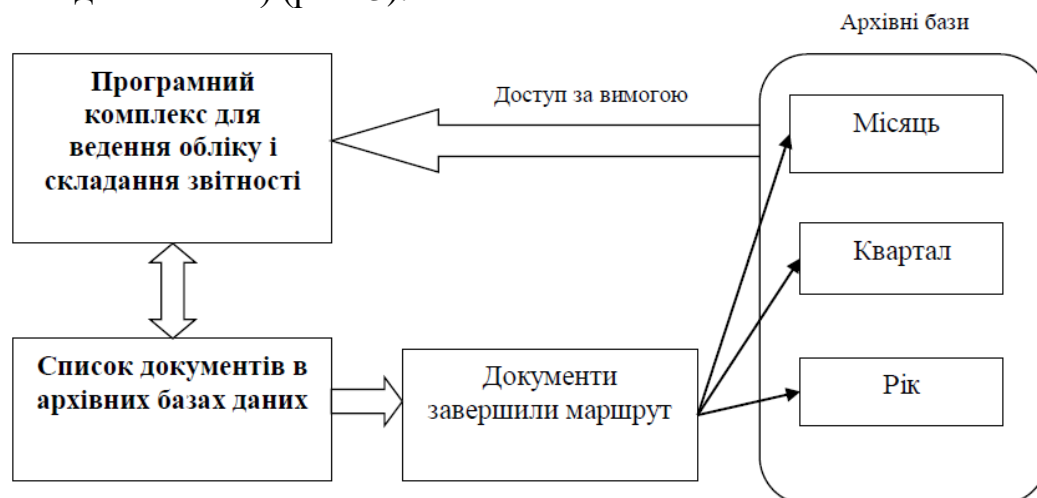 Архівні бази
Програмний
комплекс для
ведення обліку і
складання звітності
Доступ за вимогою
Місяць
Квартал
Рік
Список документів в
архівних базах даних
Документи
завершили маршрут